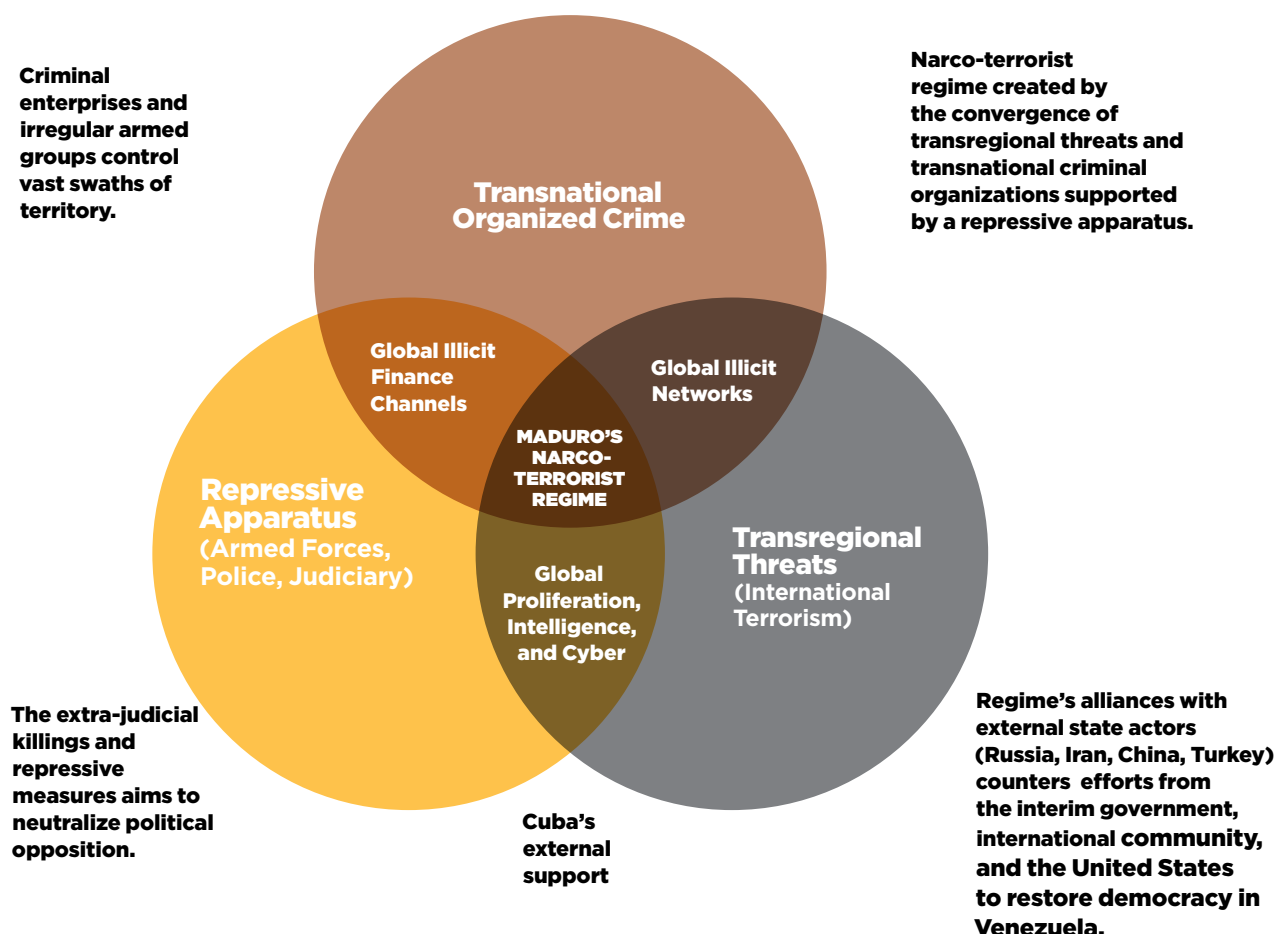 Criminal
enterprises and
irregular armed
groups control
vast swaths of
territory.
Narco-terrorist
regime created by
the convergence of
transregional threats and
transnational criminal
organizations supported
by a repressive apparatus.
Transnational
Organized Crime
Global Illicit
Finance
Channels
Global Illicit
Networks
MADURO’S
NARCO-
TERRORIST
REGIME
Repressive
Apparatus
(Armed Forces,
Police, Judiciary)
Transregional
Threats
(International
Terrorism)
Global
Proliferation,
Intelligence,
and Cyber
The extra-judicial
killings and
repressive
measures aims to
neutralize political
opposition.
Cuba’s
external
support
Regime’s alliances with
external state actors
(Russia, Iran, China, Turkey)
counters efforts from
the interim government,
international community,
and the United States
to restore democracy in
Venezuela.